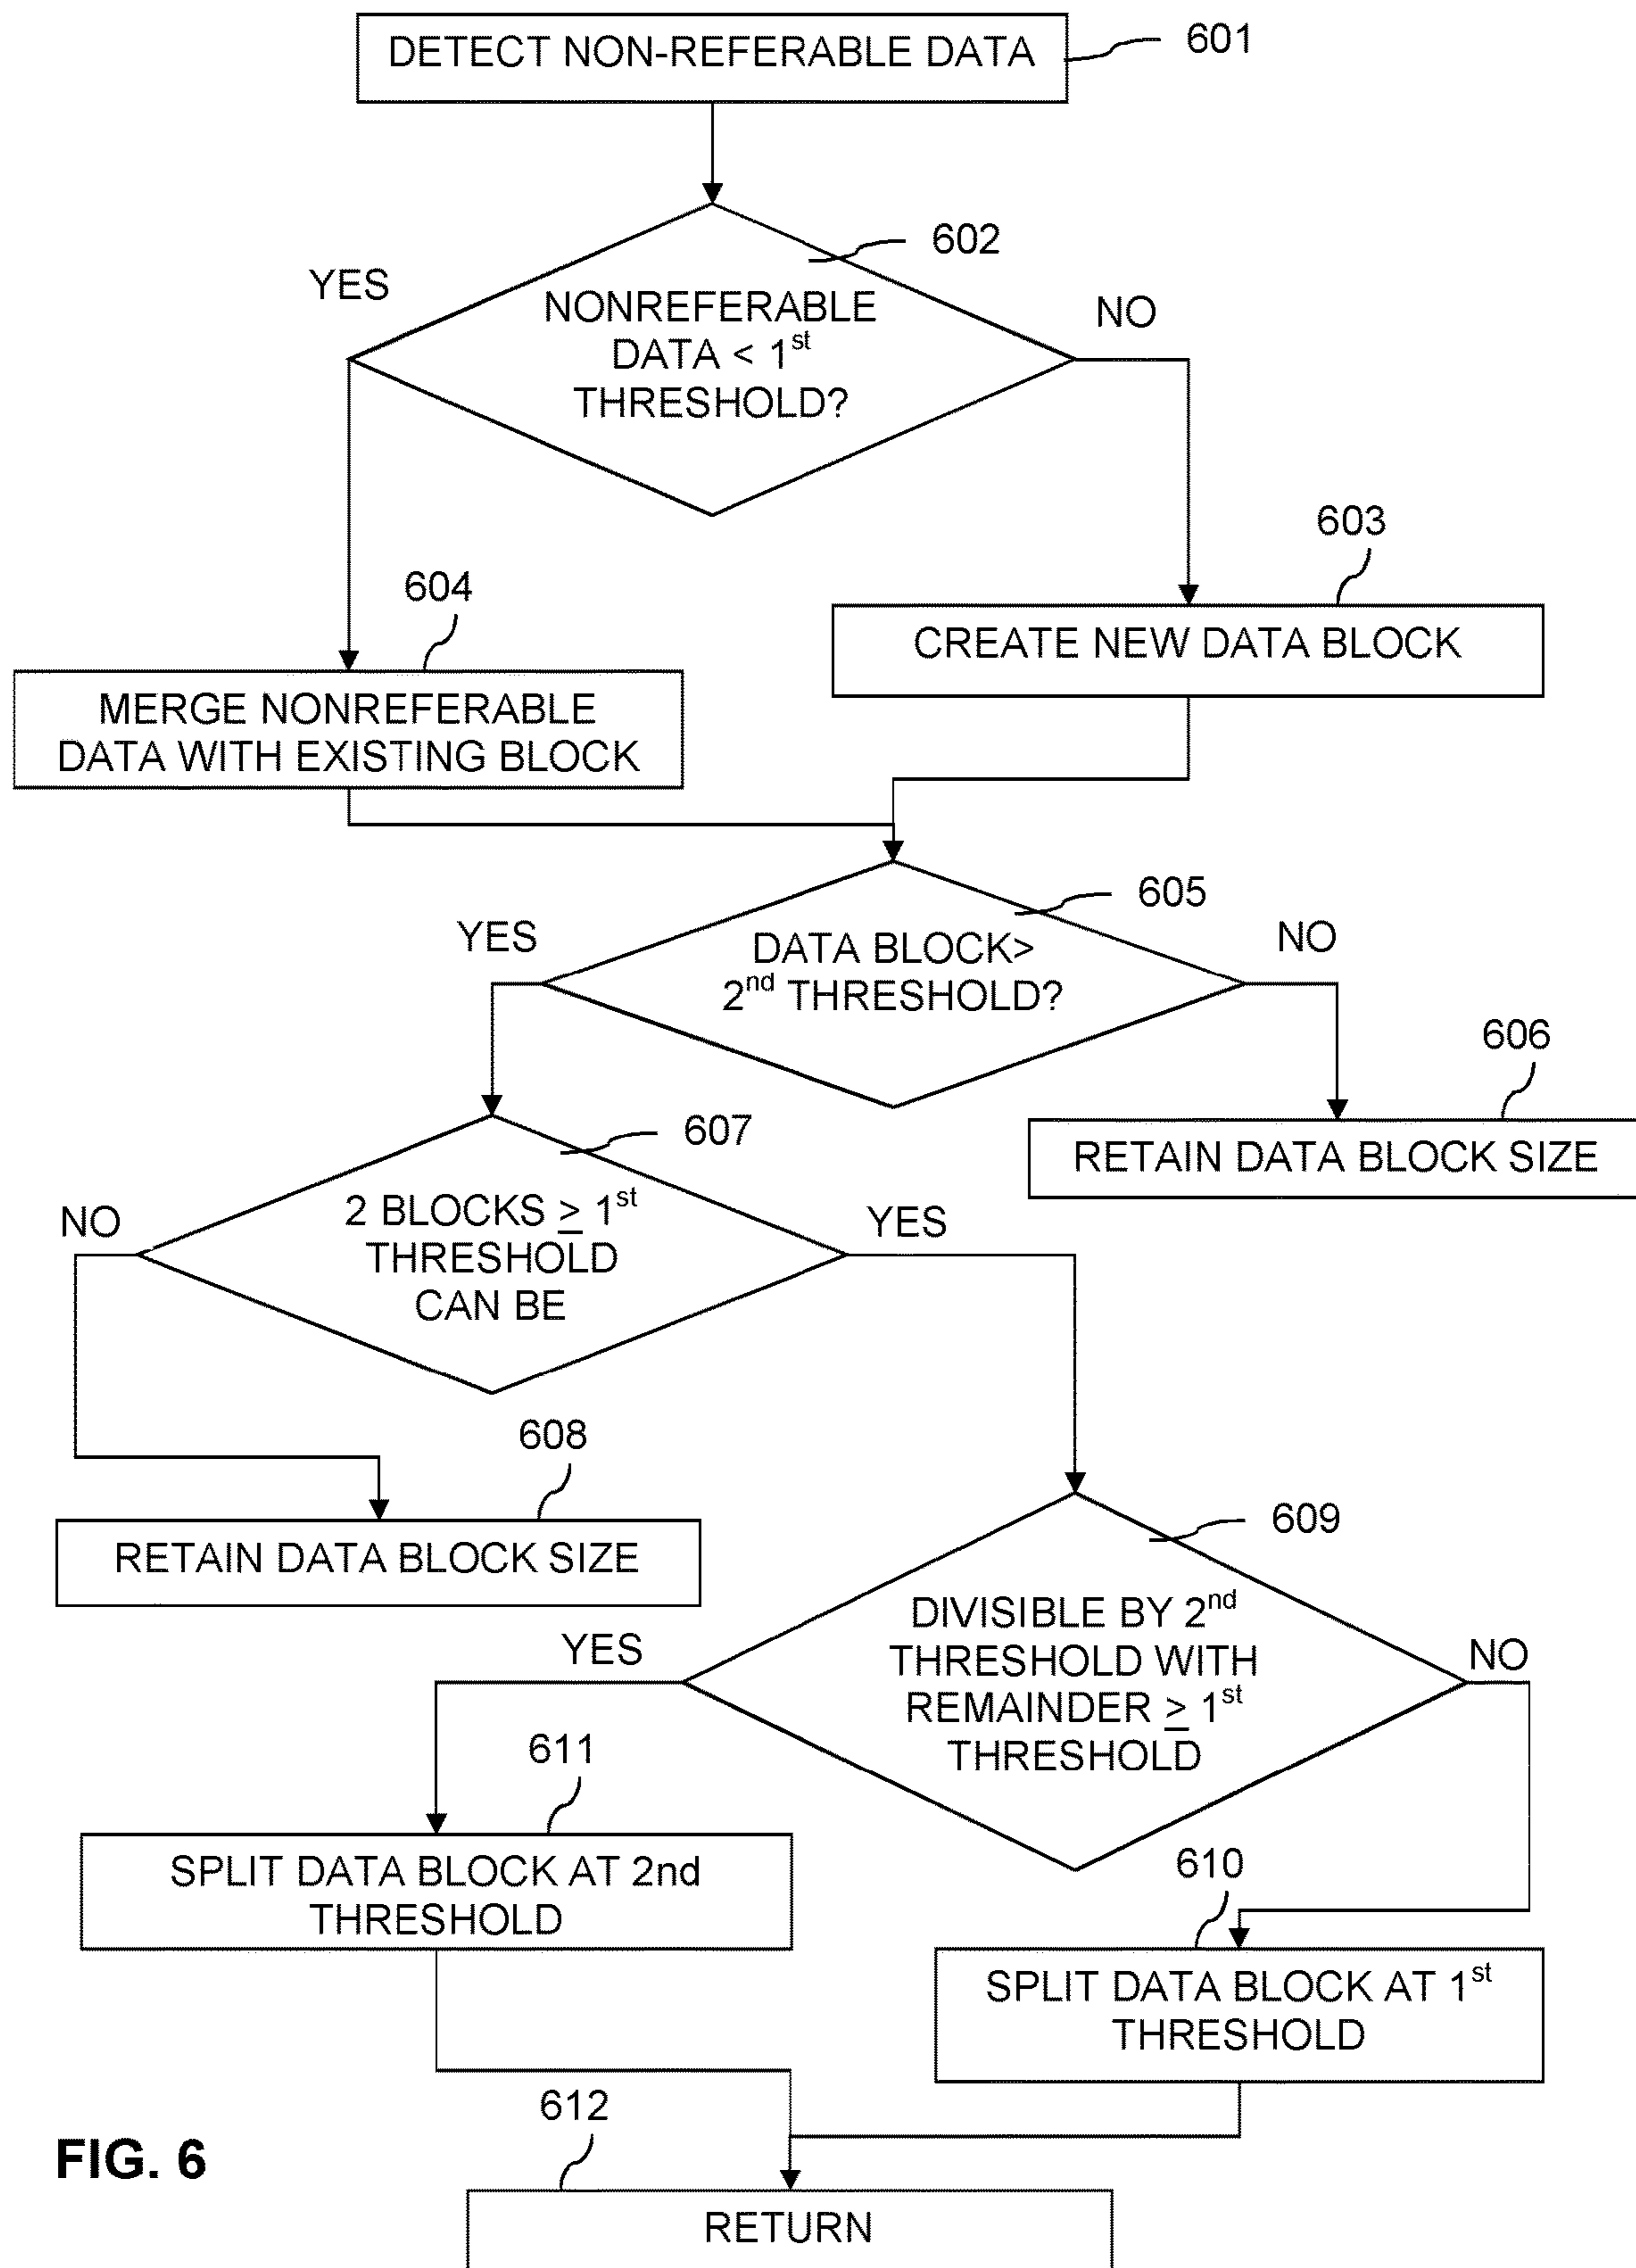 DETECT NON-REFERABLE DATA
601
602
YES
NONREFERABLE
DATA < 1st
THRESHOLD?
NO
603
604
CREATE NEW DATA BLOCK
MERGE NONREFERABLE
DATA WITH EXISTING BLOCK
605
YES
DATA BLOCK>
2nd THRESHOLD?
NO
606
607
RETAIN DATA BLOCK SIZE
NO
2 BLOCKS ≥ 1st
THRESHOLD
CAN BE
YES
608
609
RETAIN DATA BLOCK SIZE
YES
DIVISIBLE BY 2nd
THRESHOLD WITH
REMAINDER ≥ 1st
THRESHOLD
NO
611
SPLIT DATA BLOCK AT 2nd
THRESHOLD
610
SPLIT DATA BLOCK AT 1st
THRESHOLD
612
FIG. 6
RETURN